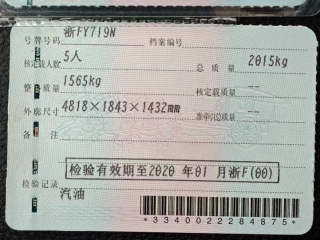 号牌号码 浙FY719N 档案编号
核定载人数 5人 总质量 2015kg
整备质量 1565kg 核定载质量 --
外廓尺寸 4818×1843×1432mm 准牵引总质量 --
备注
检验有效期至2020年01月浙F(00)
检验记录
汽油
*3340022284875*